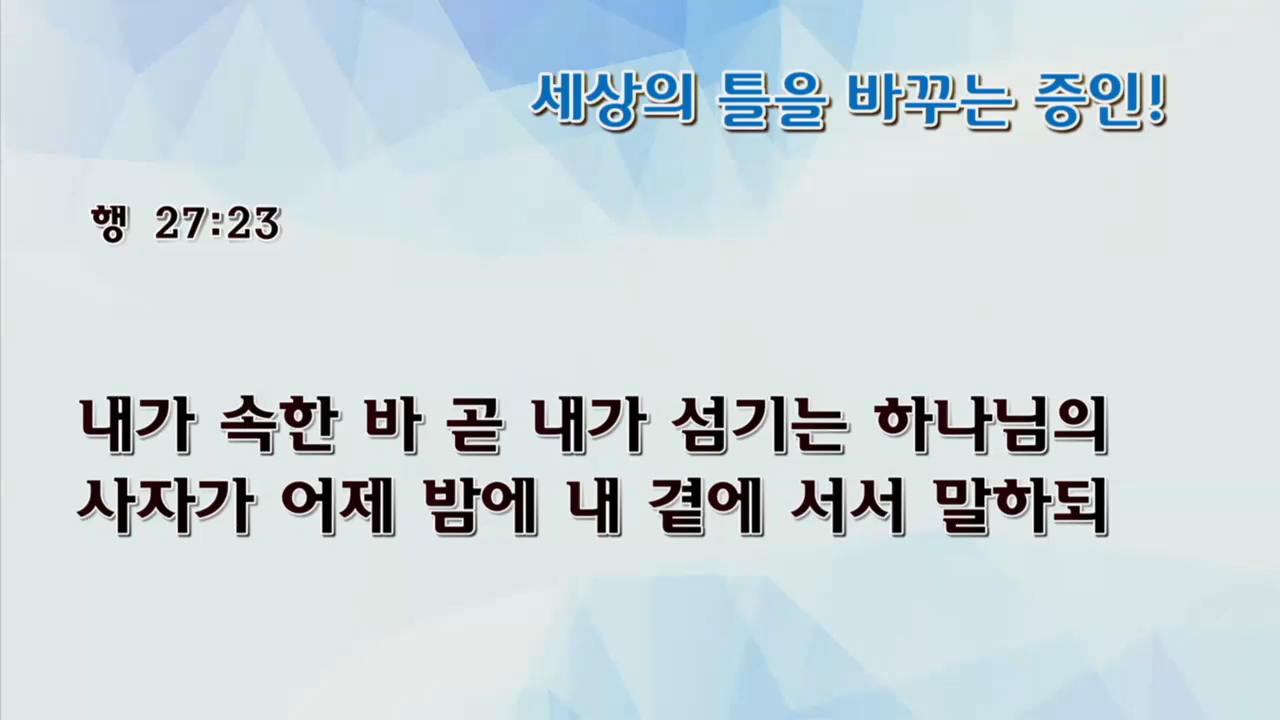 세상의 틀을 바꾸는 증인!
행 27:23
내가 속한 바 곧 내가 섬기는 하나님의
사자가 어제 밤에 내 곁에 서서 말하되